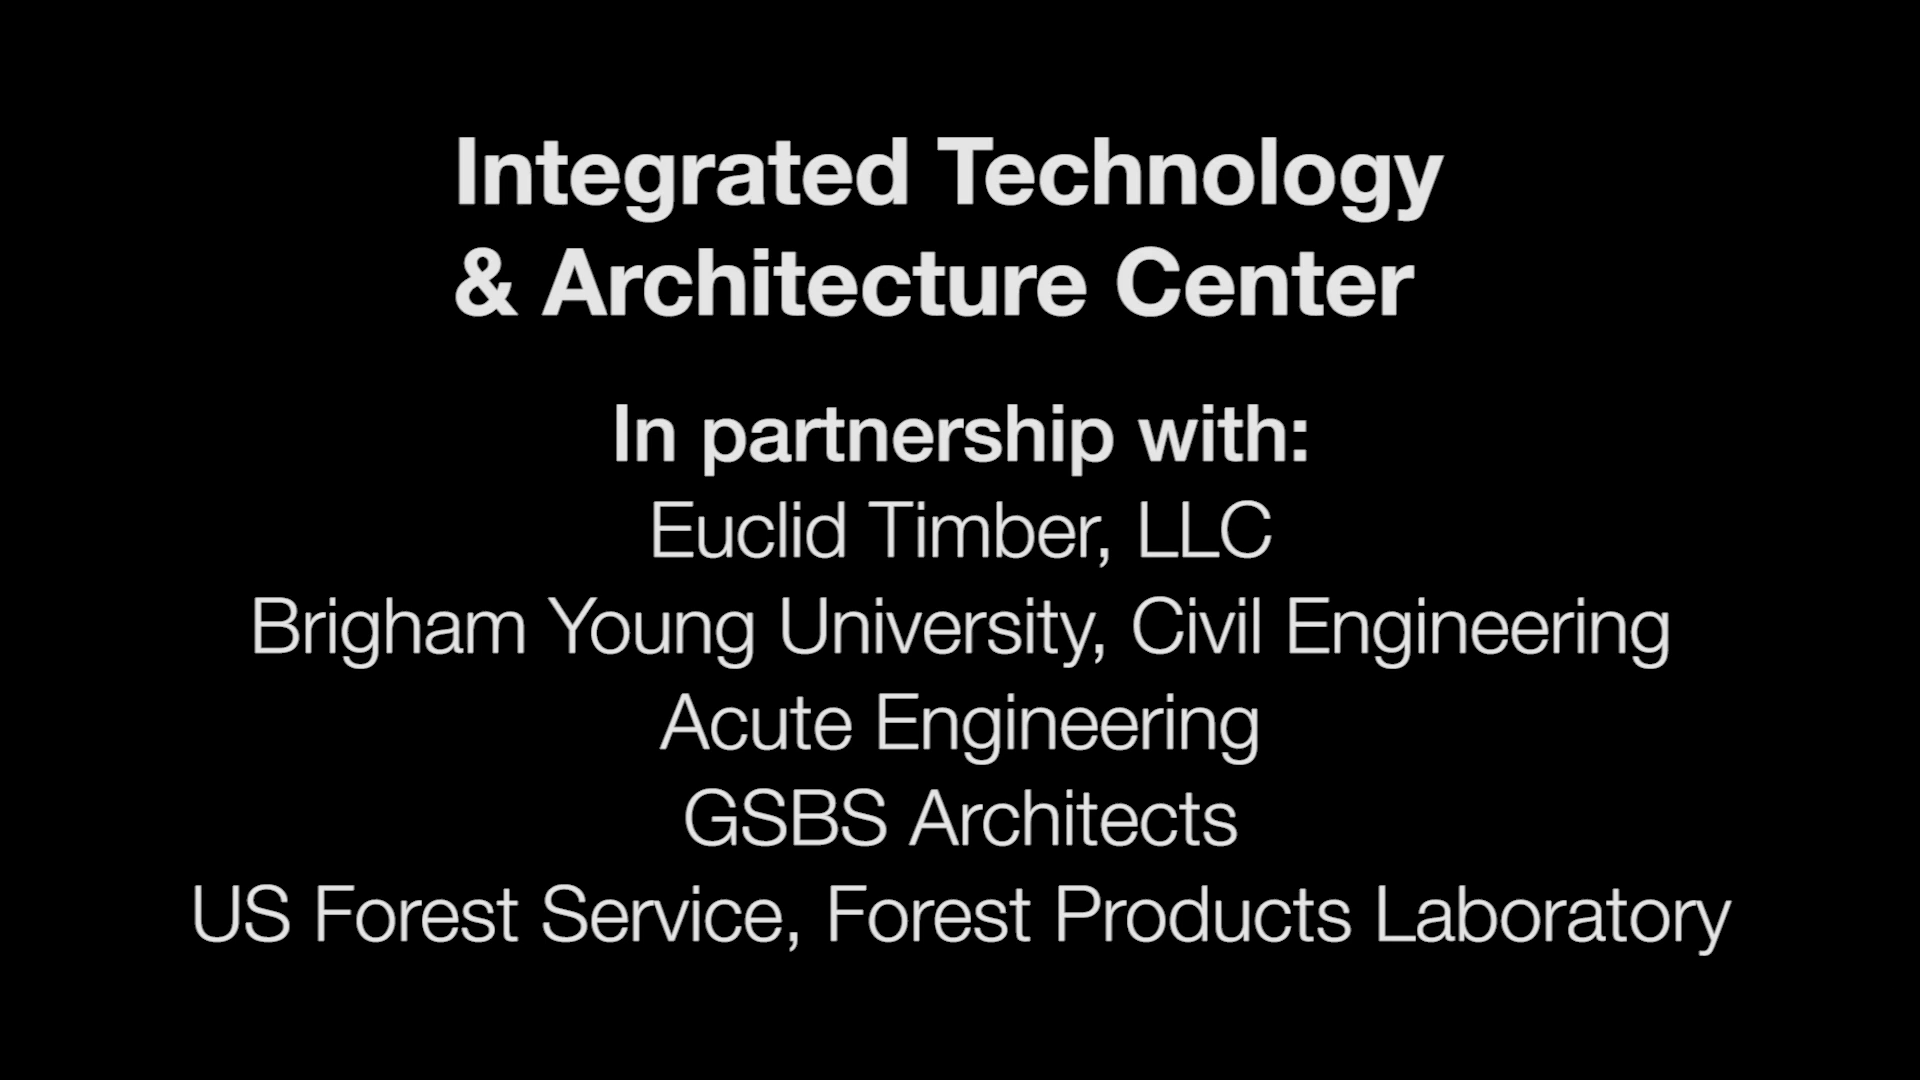 Integrated Technology
& Architecture Center
In partnership with:
Euclid Timber, LLC
Brigham Young University, Civil Engineering
Acute Engineering
GSBS Architects
US Forest Service, Forest Products Laboratory